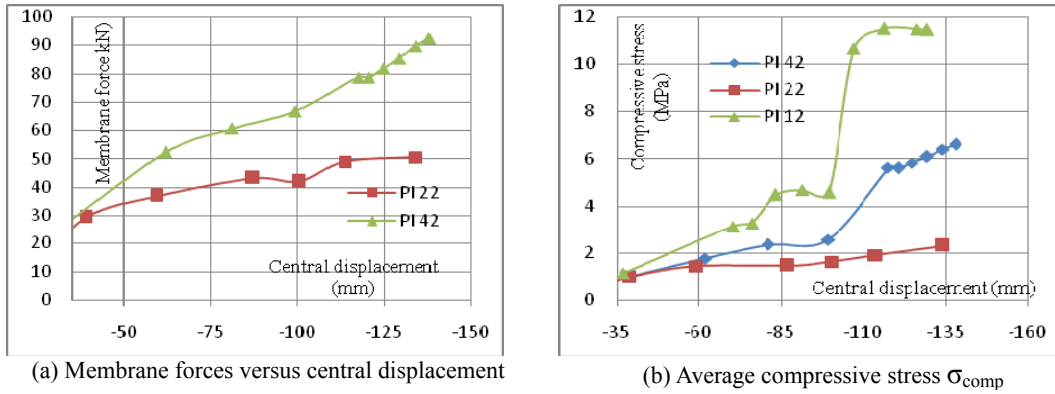 100
90
80
70
60
50
40
30
20
10
0
Membrane force kN
PI 22
PI 42
Central displacement
(mm)
-50
-75
-100
-125
-150
(a) Membrane forces versus central displacement
12
10
8
6
4
2
0
Compressive stress
(MPa)
PI 42
PI 22
PI 12
Central displacement (mm)
-35
-60
-85
-110
-135
-160
(b) Average compressive stress σcomp